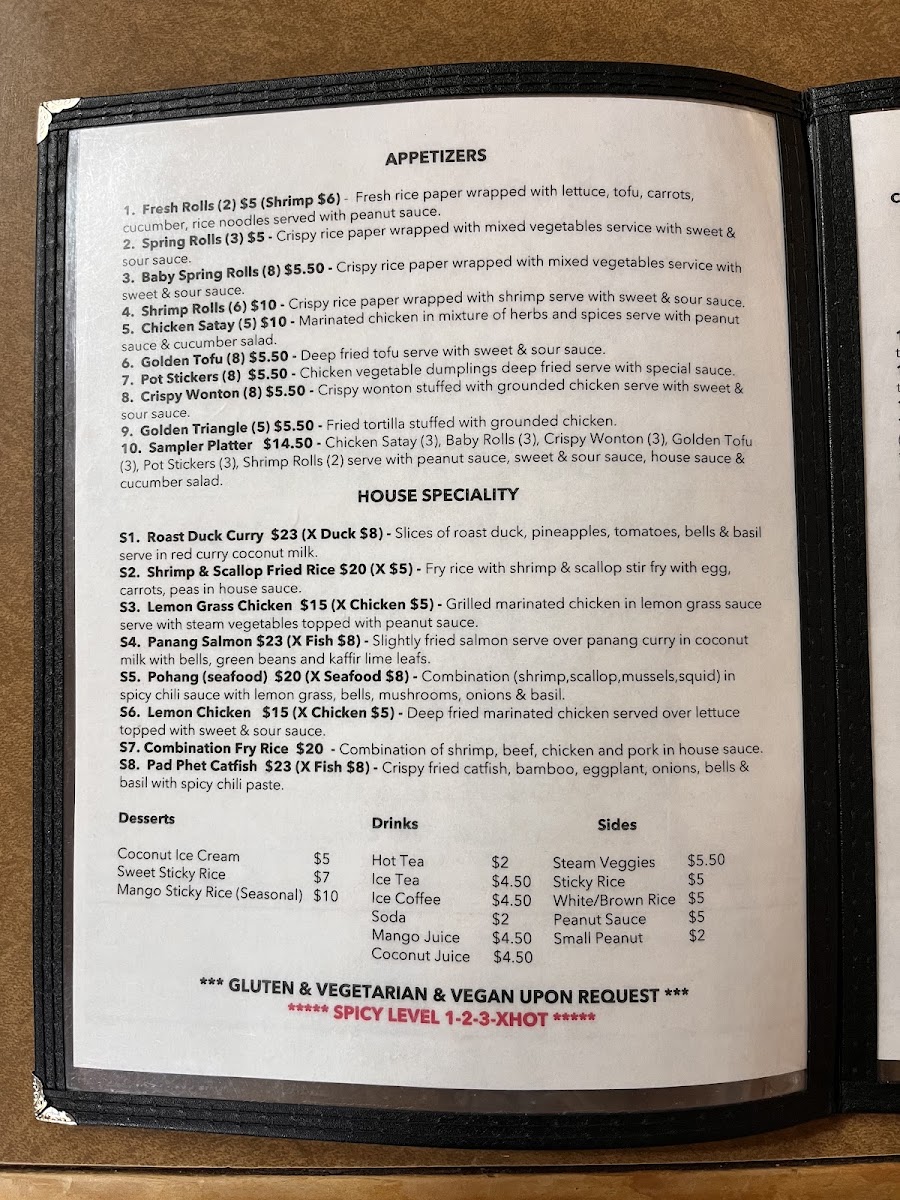 APPETIZERS
1. Fresh Rolls (2) $5 (Shrimp $6) - Fresh rice paper wrapped with lettuce, tofu, carrots,
cucumber, rice noodles served with peanut sauce.
2. Spring Rolls (3) $5 - Crispy rice paper wrapped with mixed vegetables service with sweet &
sour sauce.
3. Baby Spring Rolls (8) $5.50 - Crispy rice paper wrapped with mixed vegetables service with
sweet & sour sauce.
4. Shrimp Rolls (6) $10 - Crispy rice paper wrapped with shrimp serve with sweet & sour sauce.
5. Chicken Satay (5) $10 - Marinated chicken in mixture of herbs and spices serve with peanut
sauce & cucumber salad.
6. Golden Tofu (8) $5.50 - Deep fried tofu serve with sweet & sour sauce.
7. Pot Stickers (8) $5.50 - Chicken vegetable dumplings deep fried serve with special sauce.
8. Crispy Wonton (8) $5.50 - Crispy wonton stuffed with grounded chicken serve with sweet &
sour sauce.
9. Golden Triangle (5) $5.50 - Fried tortilla stuffed with grounded chicken.
10. Sampler Platter $14.50 - Chicken Satay (3), Baby Rolls (3), Crispy Wonton (3), Golden Tofu
(3), Pot Stickers (3), Shrimp Rolls (2) serve with peanut sauce, sweet & sour sauce, house sauce &
cucumber salad.
HOUSE SPECIALITY
S1. Roast Duck Curry $23 (X Duck $8) - Slices of roast duck, pineapples, tomatoes, bells & basil
serve in red curry coconut milk.
S2. Shrimp & Scallop Fried Rice $20 (X $5) - Fry rice with shrimp & scallop stir fry with egg,
carrots, peas in house sauce.
S3. Lemon Grass Chicken $15 (X Chicken $5) - Grilled marinated chicken in lemon grass sauce
serve with steam vegetables topped with peanut sauce.
S4. Panang Salmon $23 (X Fish $8) - Slightly fried salmon serve over panang curry in coconut
milk with bells, green beans and kaffir lime leafs.
S5. Pohang (seafood) $20 (X Seafood $8) - Combination (shrimp,scallop,mussels,squid) in
spicy chili sauce with lemon grass, bells, mushrooms, onions & basil.
S6. Lemon Chicken $15 (X Chicken $5) - Deep fried marinated chicken served over lettuce
topped with sweet & sour sauce.
S7. Combination Fry Rice $20 - Combination of shrimp, beef, chicken and pork in house sauce.
S8. Pad Phet Catfish $23 (X Fish $8) - Crispy fried catfish, bamboo, eggplant, onions, bells &
basil with spicy chili paste.
Desserts
Coconut Ice Cream $5
Sweet Sticky Rice $7
Mango Sticky Rice (Seasonal) $10
Drinks
Hot Tea $2
Ice Tea $4.50
Ice Coffee $4.50
Soda $2
Mango Juice $4.50
Coconut Juice $4.50
Sides
Steam Veggies $5.50
Sticky Rice $5
White/Brown Rice $5
Peanut Sauce $5
Small Peanut $2
*** GLUTEN & VEGETARIAN & VEGAN UPON REQUEST ***
***** SPICY LEVEL 1-2-3-XHOT *****